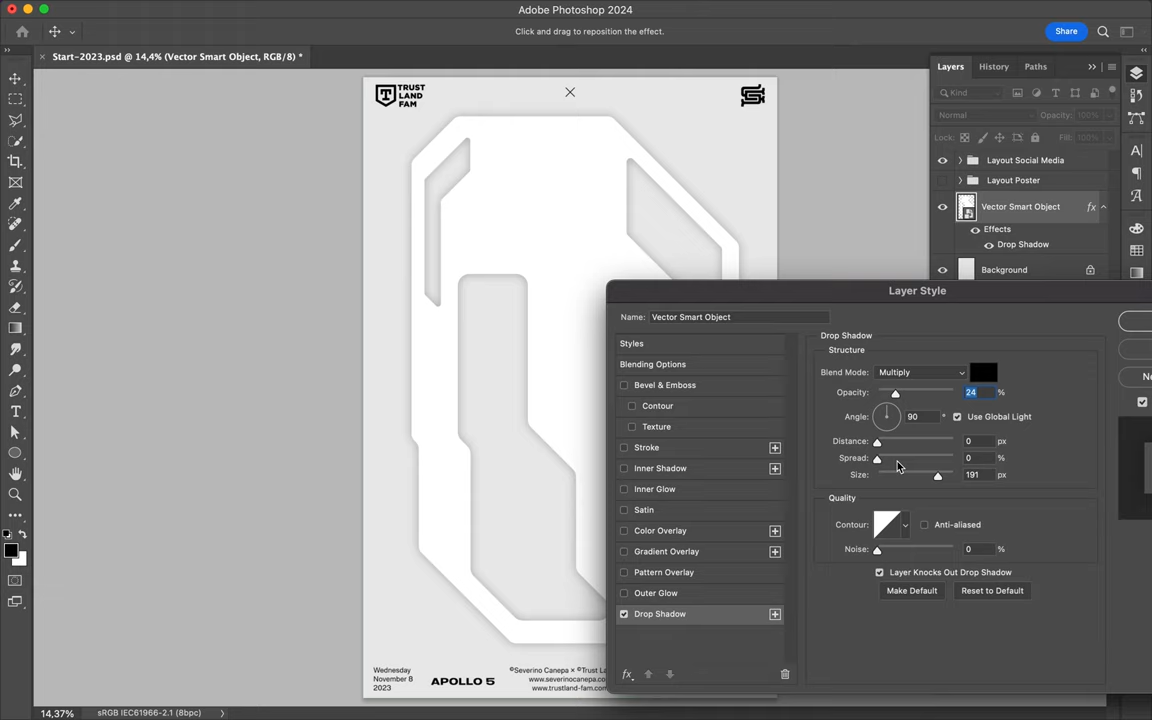 Adobe Photoshop 2024
Click and drag to reposition the effect.
Share
Start-2023.psd @ 14,4% (Vector Smart Object, RGB/8) *
TRUST
LAND
FAM
Layers
History
Paths
Kind
Normal
Opacity: 100%
Lock:
Fill: 100%
Layout Social Media
Layout Poster
Vector Smart Object
fx
Effects
Drop Shadow
Background
Layer Style
Name: Vector Smart Object
Styles
Blending Options
Bevel & Emboss
Contour
Texture
Stroke
Inner Shadow
Inner Glow
Satin
Color Overlay
Gradient Overlay
Pattern Overlay
Outer Glow
Drop Shadow
fx
Drop Shadow
Structure
Blend Mode: Multiply
Opacity: 24 %
Angle: 90 °
Use Global Light
Distance: 0 px
Spread: 0 %
Size: 191 px
Quality
Contour:
Anti-aliased
Noise: 0 %
Layer Knocks Out Drop Shadow
Make Default
Reset to Default
Ne
Wednesday
November 8
2023
APOLLO 5
©Severino Canepa × ©Trust La
www.severinocanepa.co
www.trustland-fam.com
14,37%
sRGB IEC61966-2.1 (8bpc)